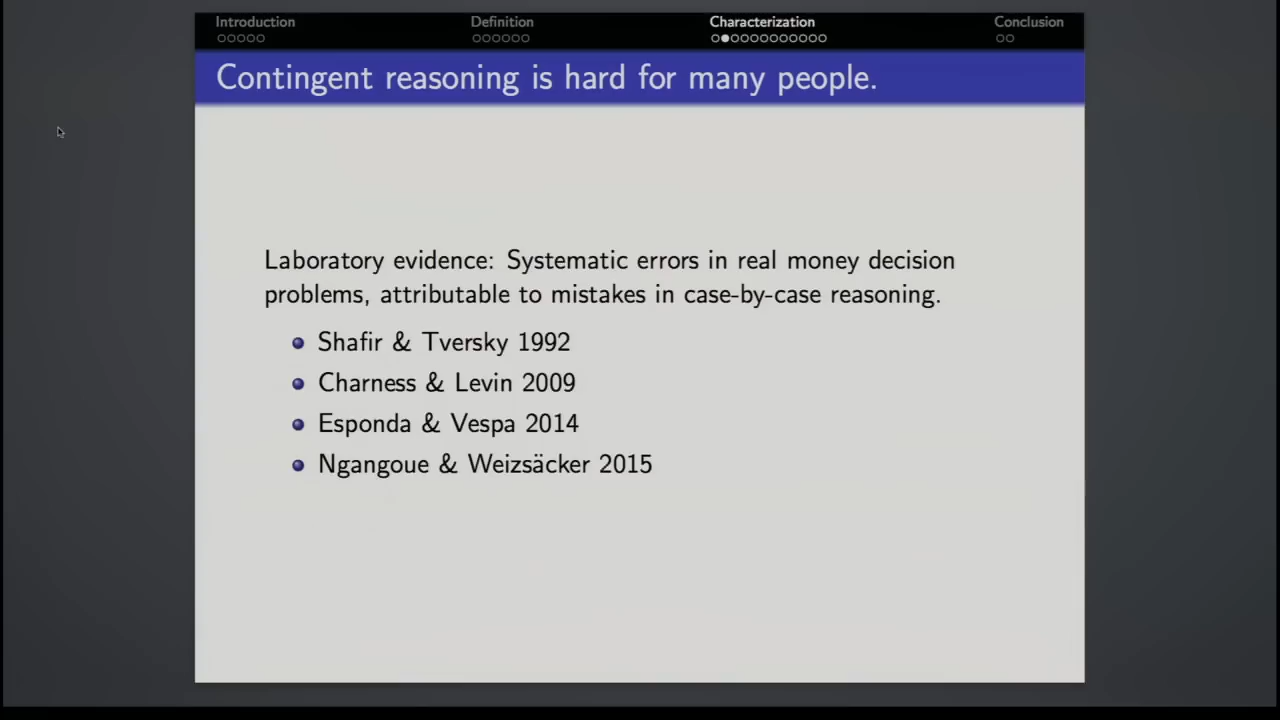 Introduction Definition Characterization Conclusion
Contingent reasoning is hard for many people.
Laboratory evidence: Systematic errors in real money decision
problems, attributable to mistakes in case-by-case reasoning.
Shafir & Tversky 1992
Charness & Levin 2009
Esponda & Vespa 2014
Ngangoue & Weizsäcker 2015